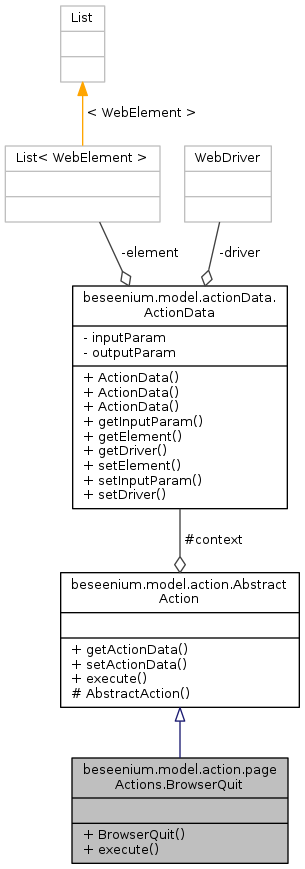 List
< WebElement >
List< WebElement >
WebDriver
-element
-driver
beseenium.model.actionData.
ActionData
- inputParam
- outputParam
+ ActionData()
+ ActionData()
+ ActionData()
+ getInputParam()
+ getElement()
+ getDriver()
+ setElement()
+ setInputParam()
+ setDriver()
#context
beseenium.model.action.Abstract
Action
+ getActionData()
+ setActionData()
+ execute()
# AbstractAction()
beseenium.model.action.page
Actions.BrowserQuit
+ BrowserQuit()
+ execute()